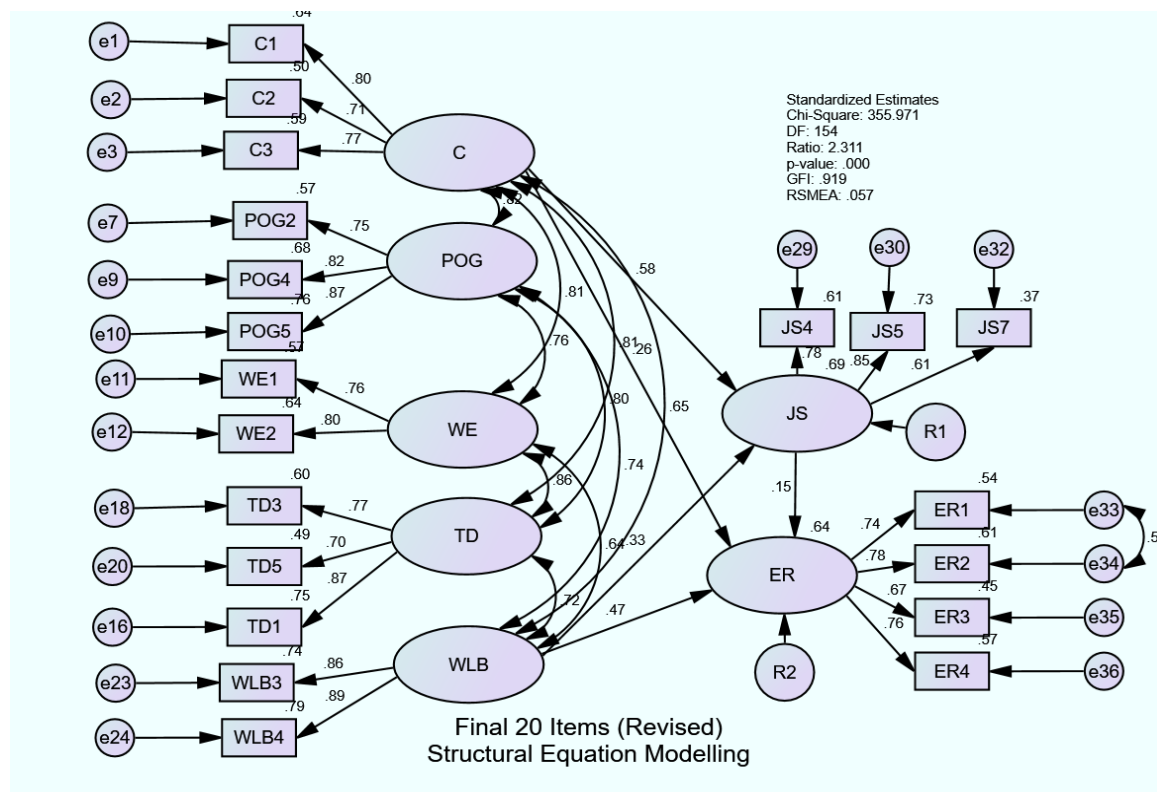 .64
e1
C1
.50
.80
e2
C2
.71
.59
e3
C3
.77
C
Standardized Estimates
Chi-Square: 355.971
DF: 154
Ratio: 2.311
p-value: .000
GFI: .919
RSMEA: .057
.57
.82
e7
POG2
.75
.68
POG
e9
POG4
.82
.58
e29
e30
e32
.76
.87
.81
.61
.73
.37
e10
POG5
JS4
JS5
JS7
.57
.76
.81
.26
.78
.69
.85
.61
e11
WE1
.76
.80
.65
.64
JS
e12
WE2
.80
WE
R1
.60
.86
.74
.15
.54
e18
TD3
.77
.74
ER1
e33
.49
.70
TD
.64
.33
.64
.61
.5
e20
TD5
.78
ER2
e34
.87
ER
.67
.45
.75
.72
.47
.76
ER3
e35
e16
TD1
.57
.74
WLB
R2
ER4
e36
e23
WLB3
.86
.79
.89
e24
WLB4
Final 20 Items (Revised)
Structural Equation Modelling